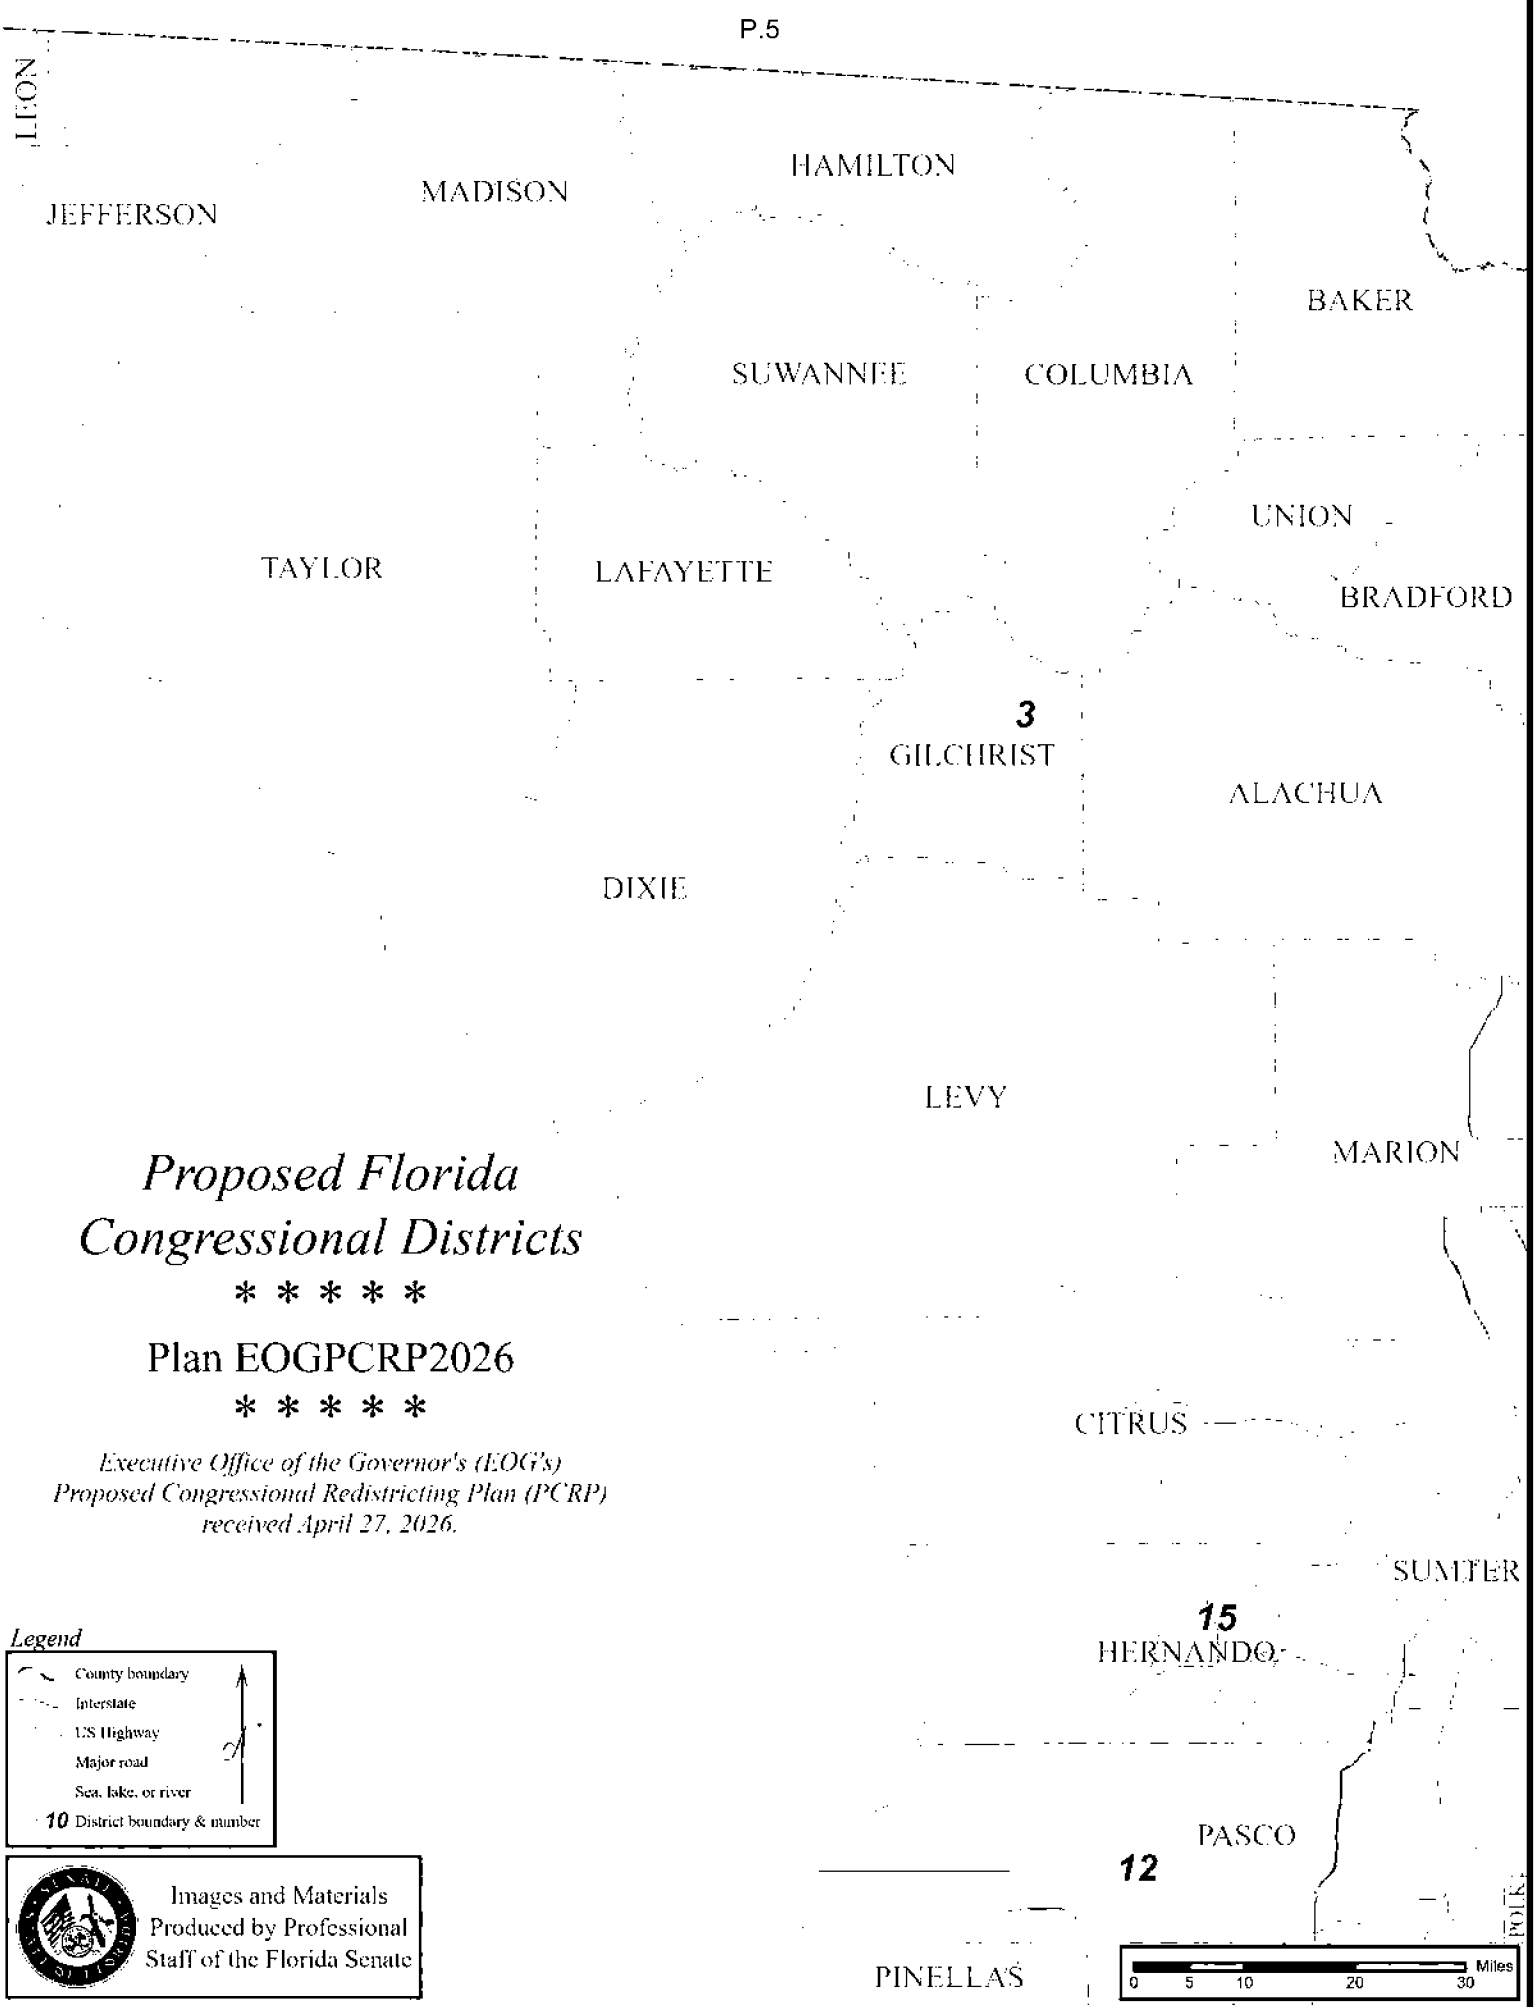 P.5
LEON
HAMILTON
MADISON
JEFFERSON
BAKER
SUWANNEE
COLUMBIA
UNION
TAYLOR
LAFAYETTE
BRADFORD
3
GILCHRIST
ALACHUA
DIXIE
LEVY
MARION
Proposed Florida
Congressional Districts
* * * * *
Plan EOGPCRP2026
* * * * *
CITRUS
Executive Office of the Governor's (EOG's)
Proposed Congressional Redistricting Plan (PCRP)
received April 27, 2026.
SUMTER
15
HERNANDO
Legend
County boundary
Interstate
US Highway
Major road
Sea, lake, or river
10 District boundary & number
PASCO
12
POLK
Images and Materials
Produced by Professional
Staff of the Florida Senate
PINELLAS
Miles
0 5 10 20 30